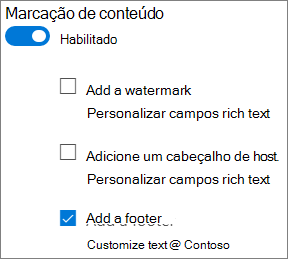 Marcação de conteúdo
Habilitado
Add a watermark
Personalizar campos rich text
Adicione um cabeçalho de host.
Personalizar campos rich text
Add a footer
Customize text@ Contoso